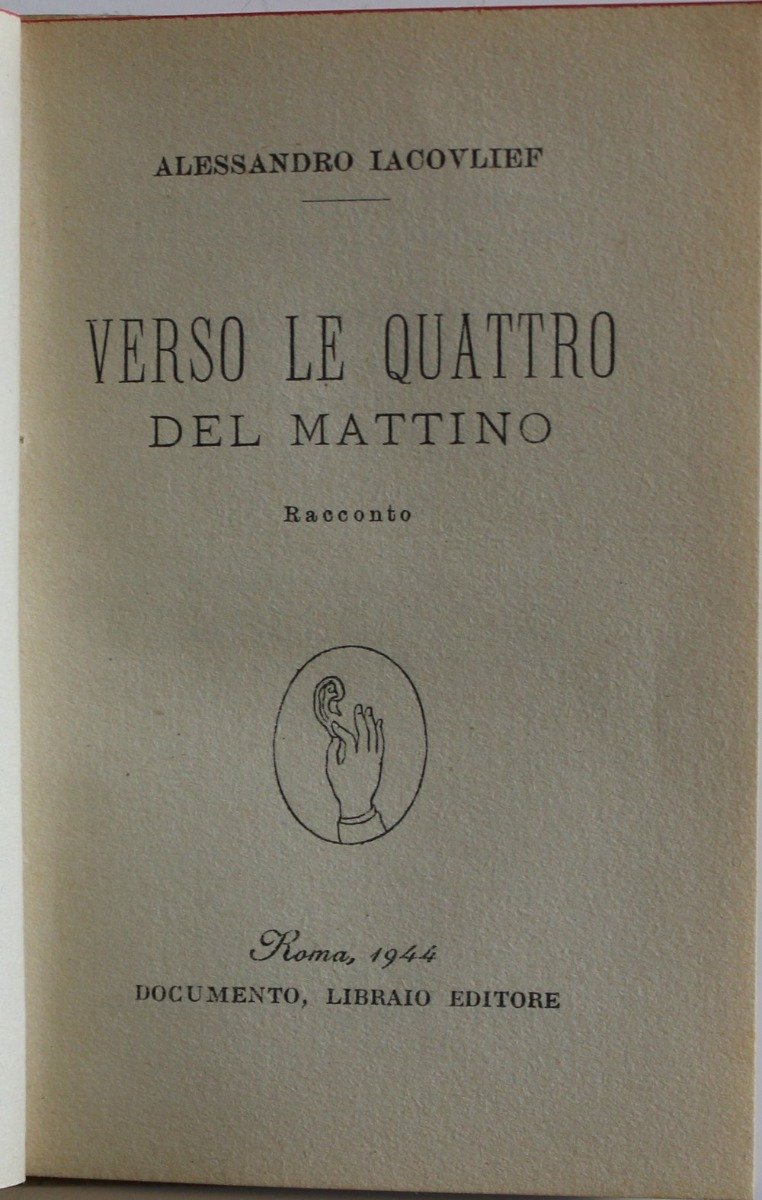 ALESSANDRO IACOVLIEF
VERSO LE QUATTRO
DEL MATTINO
Racconto
Roma, 1944
DOCUMENTO, LIBRAIO EDITORE